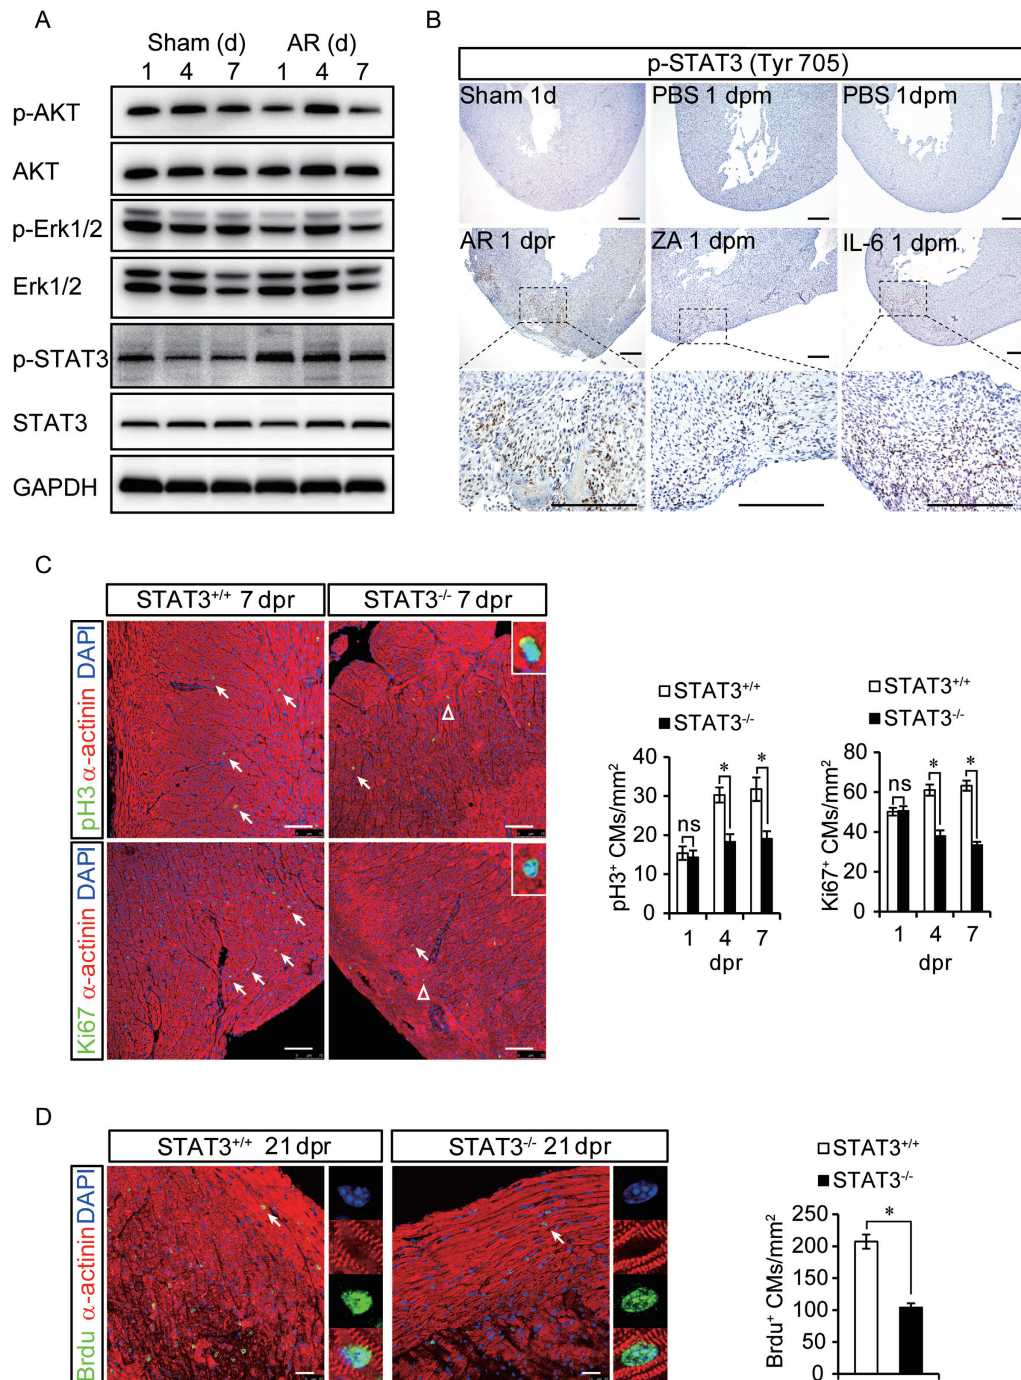 A
Sham (d) AR (d)
1 4 7 1 4 7
p-AKT
AKT
p-Erk1/2
Erk1/2
p-STAT3
STAT3
GAPDH
B
p-STAT3 (Tyr 705)
Sham 1d PBS 1 dpm PBS 1dpm
AR 1 dpr ZA 1 dpm IL-6 1 dpm
C
STAT3+/+ 7 dpr STAT3-/- 7 dpr
pH3 α-actinin DAPI
Ki67 α-actinin DAPI
STAT3+/+
STAT3-/-
pH3+ CMs/mm2
40
30
20
10
0
ns * *
1 4 7
dpr
STAT3+/+
STAT3-/-
Ki67+ CMs/mm2
80
60
40
20
0
ns * *
1 4 7
dpr
D
STAT3+/+ 21 dpr STAT3-/- 21 dpr
Brdu α-actinin DAPI
STAT3+/+
STAT3-/-
Brdu+ CMs/mm2
250
200
150
100
50
0
*